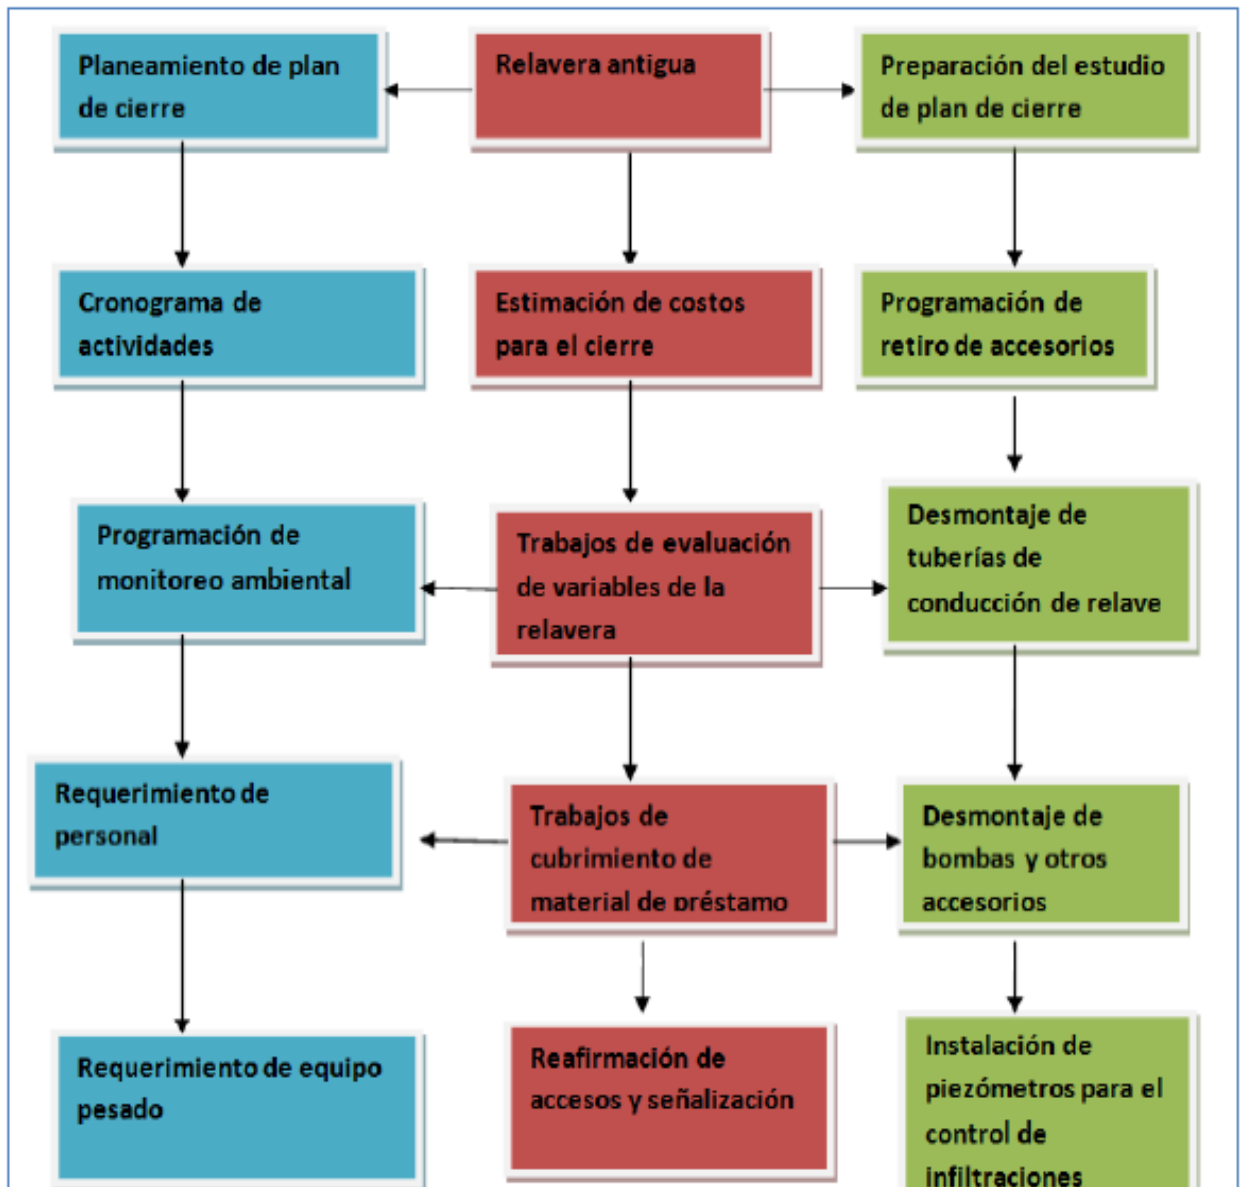 Planeamiento de plan
de cierre
Relavera antigua
Preparación del estudio
de plan de cierre
Cronograma de
actividades
Estimación de costos
para el cierre
Programación de
retiro de accesorios
Programación de
monitoreo ambiental
Trabajos de evaluación
de variables de la
relavera
Desmontaje de
tuberías de
conducción de relave
Requerimiento de
personal
Trabajos de
cubrimiento de
material de préstamo
Desmontaje de
bombas y otros
accesorios
Requerimiento de equipo
pesado
Reafirmación de
accesos y señalización
Instalación de
piezómetros para el
control de
infiltraciones